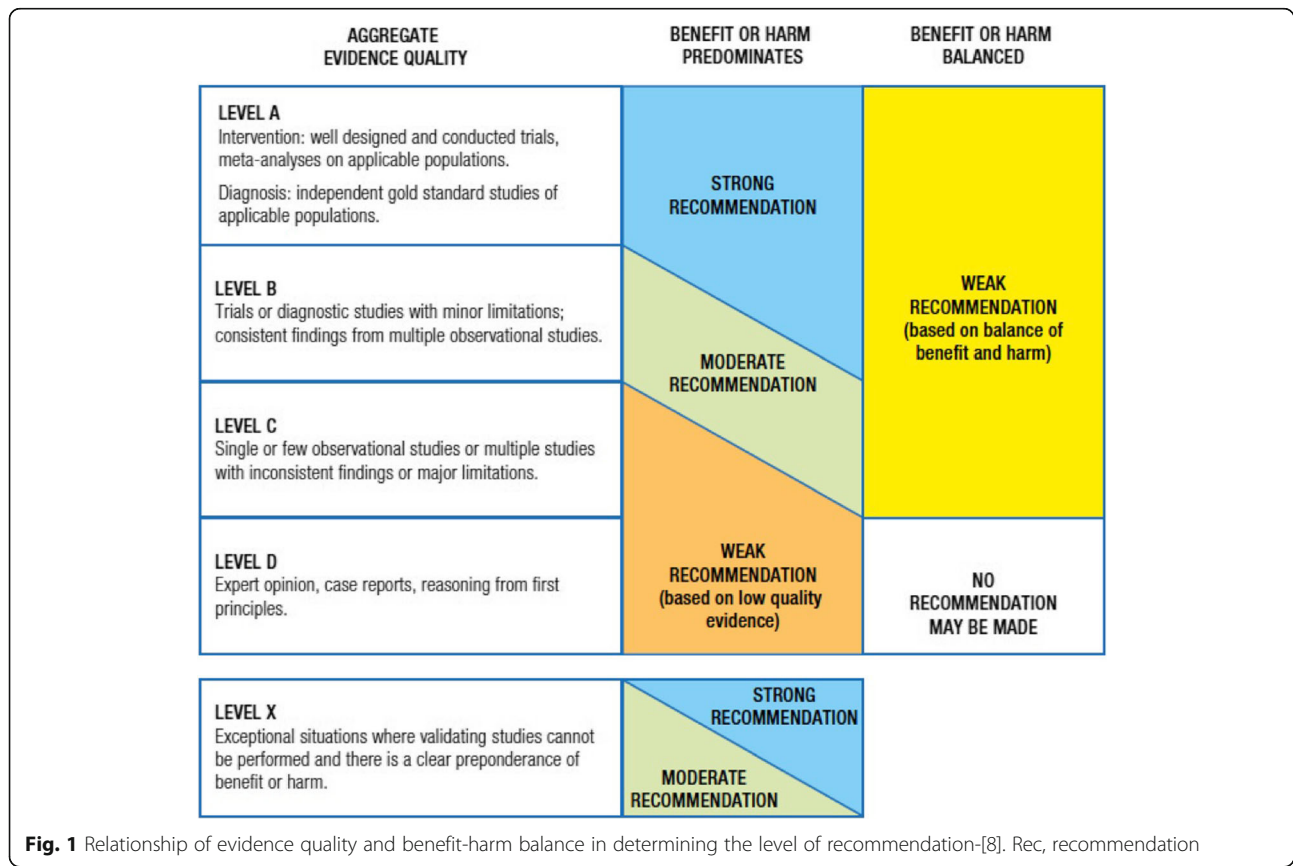 AGGREGATE
EVIDENCE QUALITY
BENEFIT OR HARM
PREDOMINATES
BENEFIT OR HARM
BALANCED
LEVEL A
Intervention: well designed and conducted trials,
meta-analyses on applicable populations.
Diagnosis: independent gold standard studies of
applicable populations.
STRONG
RECOMMENDATION
LEVEL B
Trials or diagnostic studies with minor limitations;
consistent findings from multiple observational studies.
MODERATE
RECOMMENDATION
WEAK
RECOMMENDATION
(based on balance of
benefit and harm)
LEVEL C
Single or few observational studies or multiple studies
with inconsistent findings or major limitations.
LEVEL D
Expert opinion, case reports, reasoning from first
principles.
WEAK
RECOMMENDATION
(based on low quality
evidence)
NO
RECOMMENDATION
MAY BE MADE
LEVEL X
Exceptional situations where validating studies cannot
be performed and there is a clear preponderance of
benefit or harm.
STRONG
RECOMMENDATION
MODERATE
RECOMMENDATION
Fig. 1 Relationship of evidence quality and benefit-harm balance in determining the level of recommendation-[8]. Rec, recommendation